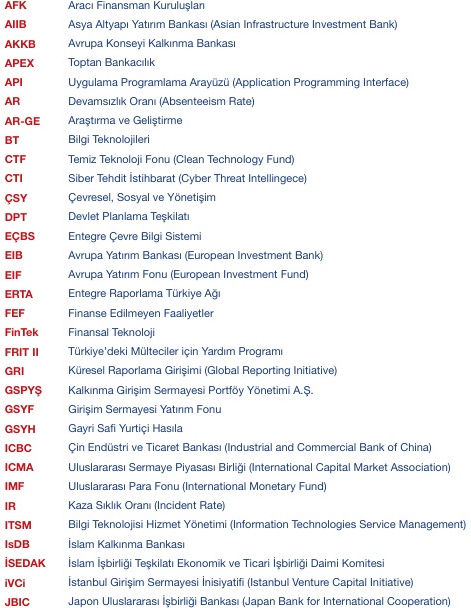 AFK Aracı Finansman Kuruluşları
AIIB Asya Altyapı Yatırım Bankası (Asian Infrastructure Investment Bank)
AKKB Avrupa Konseyi Kalkınma Bankası
APEX Toptan Bankacılık
API Uygulama Programlama Arayüzü (Application Programming Interface)
AR Devamsızlık Oranı (Absenteeism Rate)
AR-GE Araştırma ve Geliştirme
BT Bilgi Teknolojileri
CTF Temiz Teknoloji Fonu (Clean Technology Fund)
CTI Siber Tehdit İstihbarat (Cyber Threat Intellingece)
ÇSY Çevresel, Sosyal ve Yönetişim
DPT Devlet Planlama Teşkilatı
EÇBS Entegre Çevre Bilgi Sistemi
EIB Avrupa Yatırım Bankası (European Investment Bank)
EIF Avrupa Yatırım Fonu (European Investment Fund)
ERTA Entegre Raporlama Türkiye Ağı
FEF Finanse Edilmeyen Faaliyetler
FinTek Finansal Teknoloji
FRIT II Türkiye'deki Mülteciler için Yardım Programı
GRI Küresel Raporlama Girişimi (Global Reporting Initiative)
GSPYŞ Kalkınma Girişim Sermayesi Portföy Yönetimi A.Ş.
GSYF Girişim Sermayesi Yatırım Fonu
GSYH Gayri Safi Yurtiçi Hasıla
ICBC Çin Endüstri ve Ticaret Bankası (Industrial and Commercial Bank of China)
ICMA Uluslararası Sermaye Piyasası Birliği (International Capital Market Association)
IMF Uluslararası Para Fonu (International Monetary Fund)
IR Kaza Sıklık Oranı (Incident Rate)
ITSM Bilgi Teknolojisi Hizmet Yönetimi (Information Technologies Service Management)
IsDB İslam Kalkınma Bankası
İSEDAK İslam İşbirliği Teşkilatı Ekonomik ve Ticari İşbirliği Daimi Komitesi
iVCi İstanbul Girişim Sermayesi İnisiyatifi (Istanbul Venture Capital Initiative)
JBIC Japon Uluslararası İşbirliği Bankası (Japan Bank for International Cooperation)